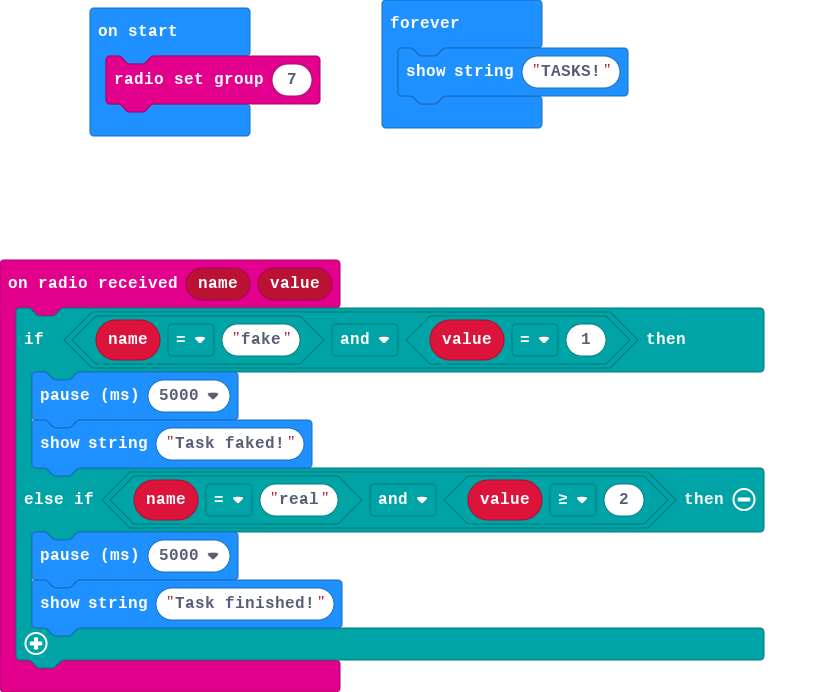 on start
radio set group 7
forever
show string "TASKS!"
on radio received name value
if name = "fake" and value = 1 then
pause (ms) 5000
show string "Task faked!"
else if name = "real" and value ≥ 2 then
pause (ms) 5000
show string "Task finished!"